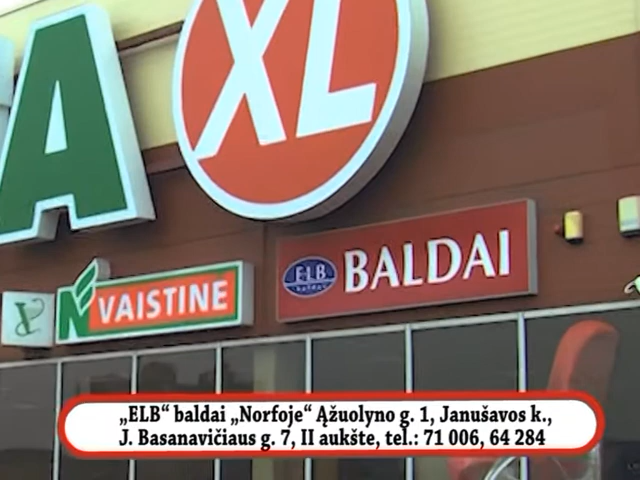 A XL
VAISTINE
ELB
baldai
BALDAI
„ELB“ baldai „Norfoje“ Ąžuolyno g. 1, Janušavos k.,
J. Basanavičiaus g. 7, II aukšte, tel.: 71 006, 64 284